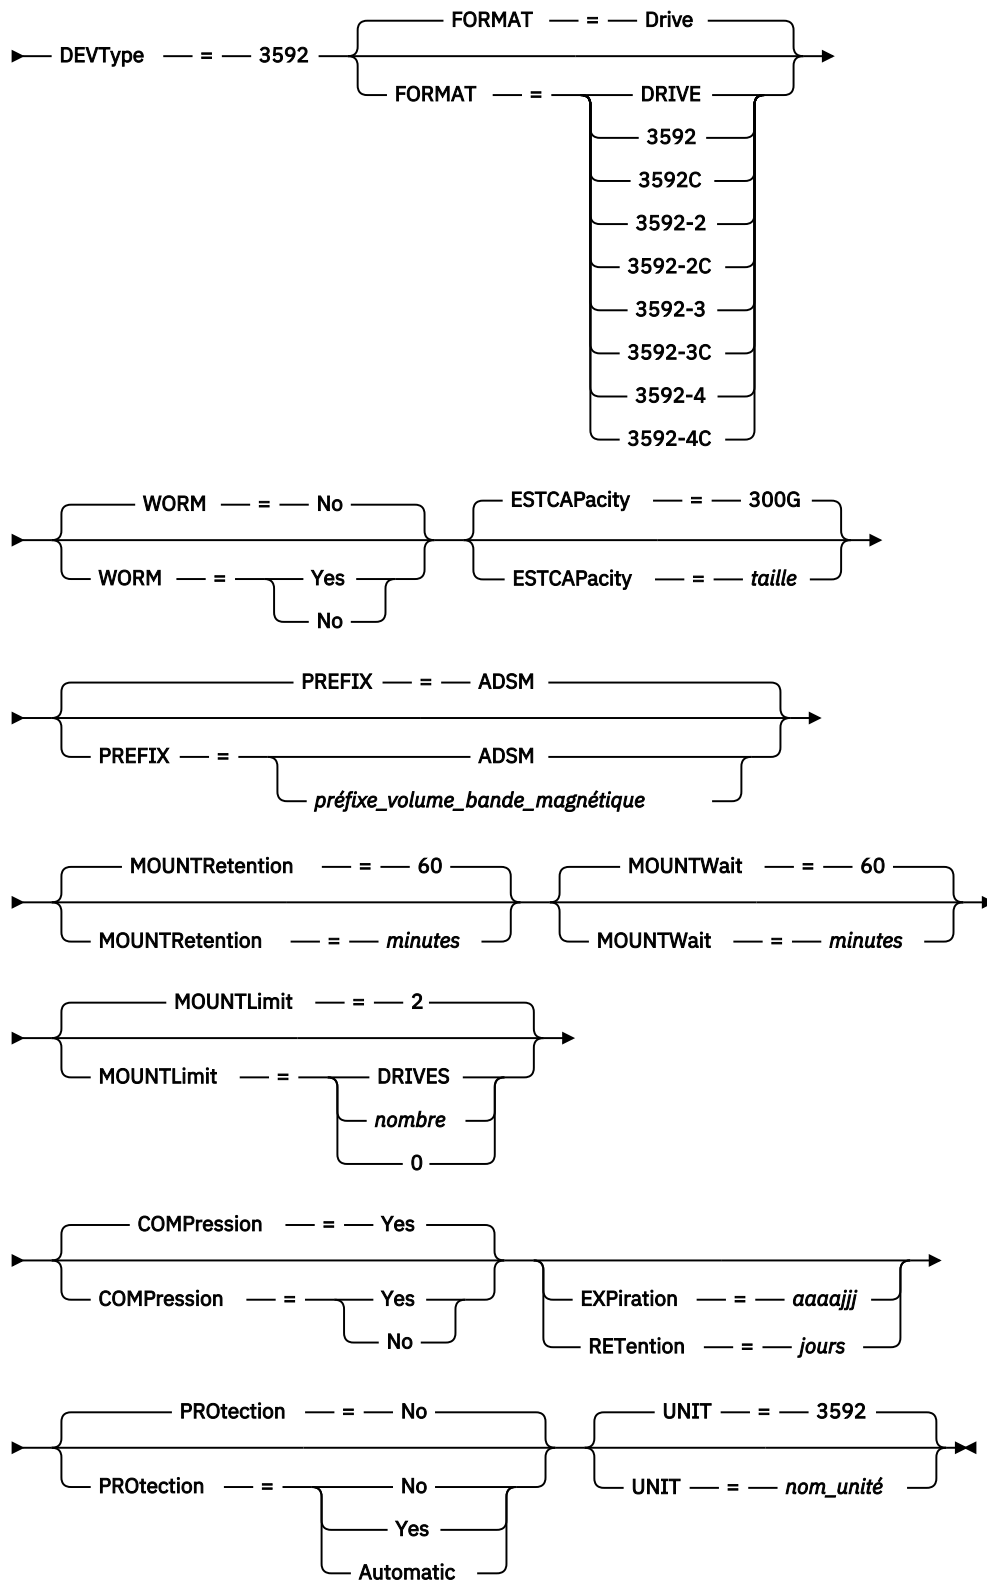 FORMAT = Drive
DEVType = 3592
FORMAT = DRIVE
3592
3592C
3592-2
3592-2C
3592-3
3592-3C
3592-4
3592-4C
WORM = No ESTCAPacity = 300G
WORM = Yes ESTCAPacity = taille
No
PREFIX = ADSM
PREFIX = ADSM
préfixe_volume_bande_magnétique
MOUNTRetention = 60 MOUNTWait = 60
MOUNTRetention = minutes MOUNTWait = minutes
MOUNTLimit = 2
MOUNTLimit = DRIVES
nombre
0
COMPression = Yes
COMPression = Yes EXPiration = aaaajjj
No RETention = jours
PROtection = No UNIT = 3592
PROtection = No UNIT = nom_unité
Yes
Automatic